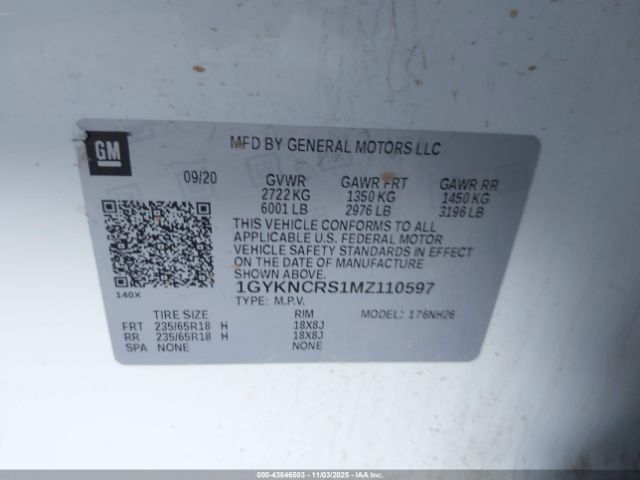 GM
MFD BY GENERAL MOTORS LLC
09/20 GVWR GAWR FRT GAWR RR
2722 KG 1350 KG 1450 KG
6001 LB 2976 LB 3196 LB
THIS VEHICLE CONFORMS TO ALL
APPLICABLE U.S. FEDERAL MOTOR
VEHICLE SAFETY STANDARDS IN EFFECT
ON THE DATE OF MANUFACTURE
SHOWN ABOVE.
140X
1GYKNCRS1MZ110597
TYPE: M.P.V. MODEL: 176NH26
TIRE SIZE RIM
FRT 235/65R18 H 18X8J
RR 235/65R18 H 18X8J
SPA NONE NONE
000-43546503 - 11/03/2025 - IAA Inc.